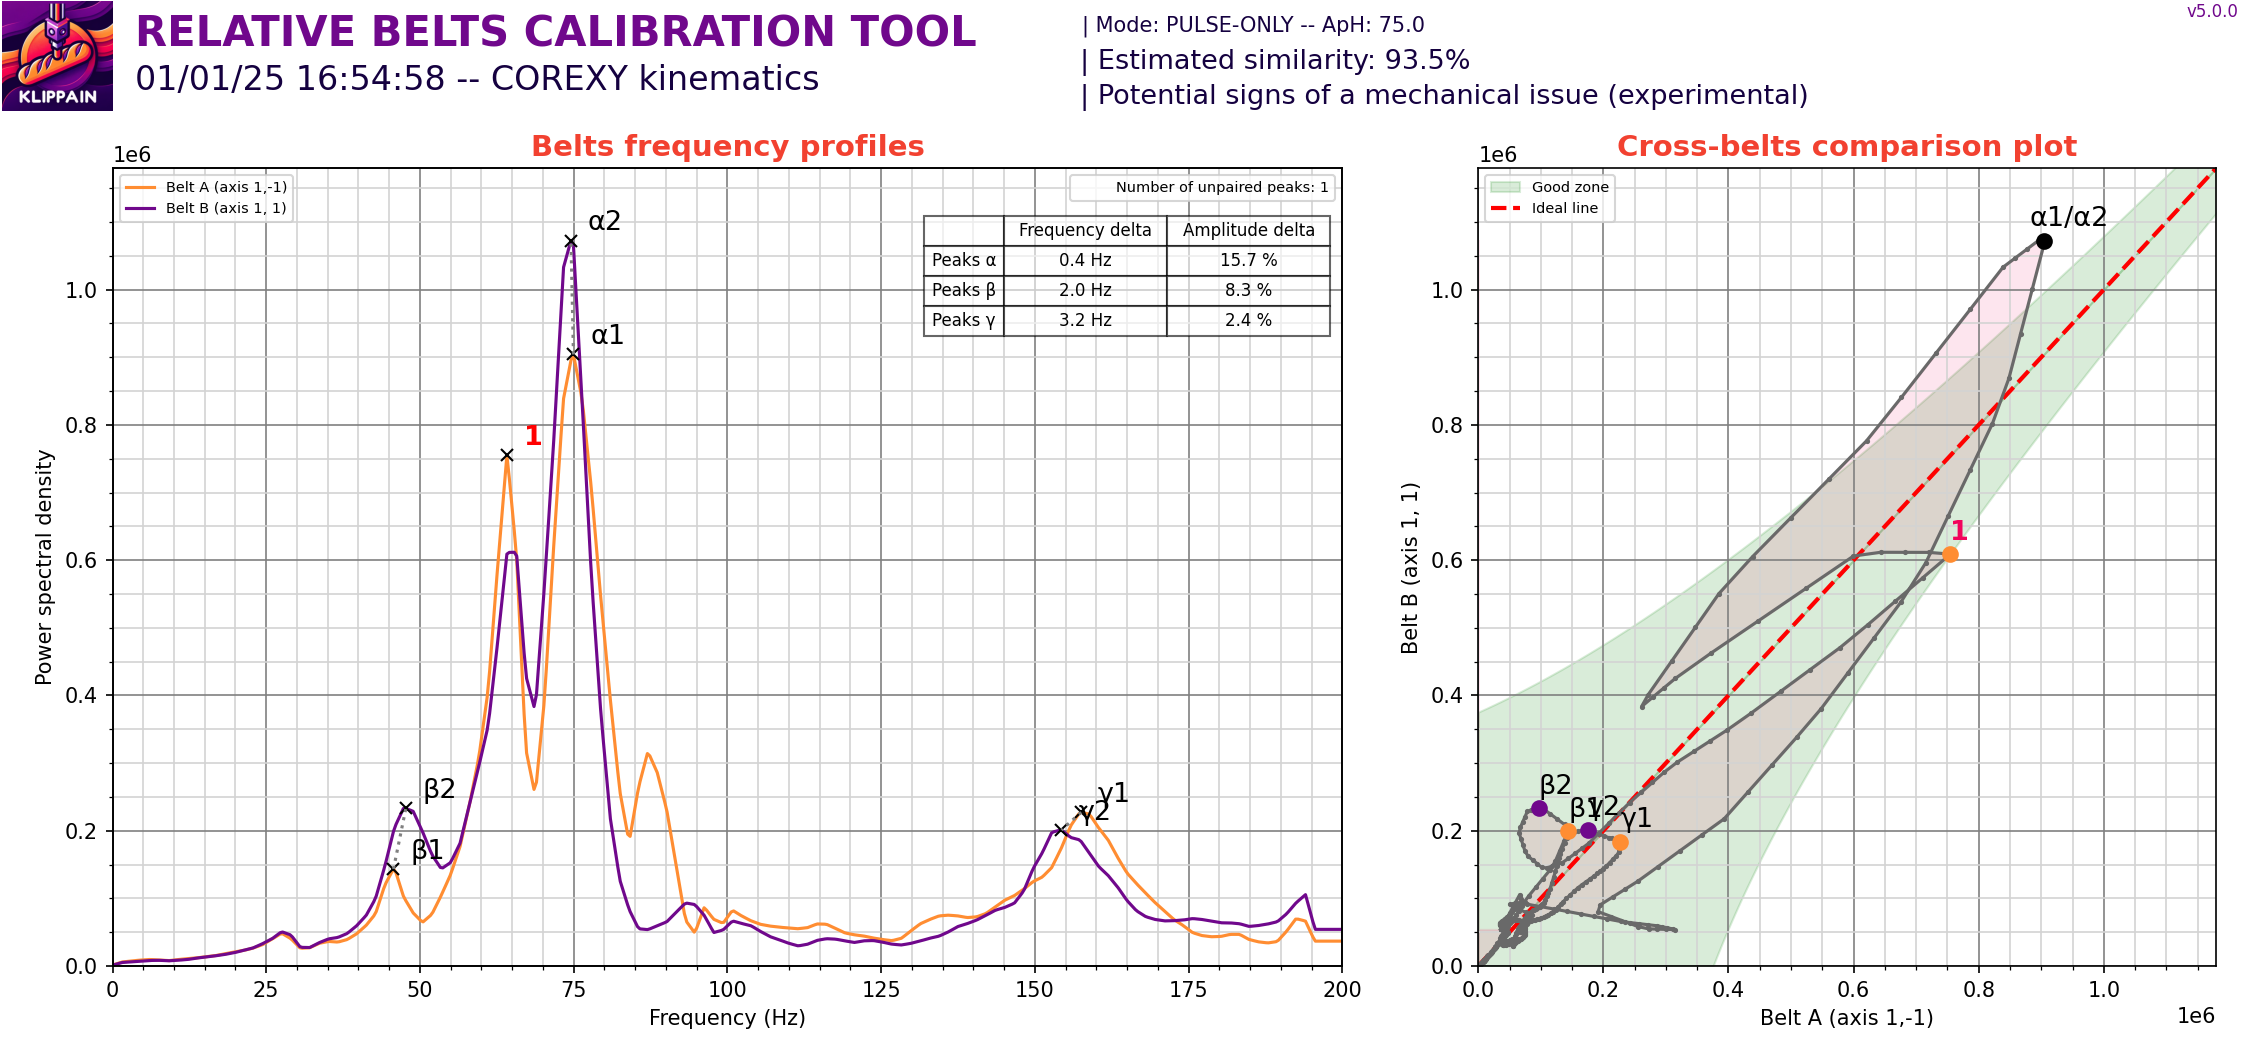 KLIPPAIN
RELATIVE BELTS CALIBRATION TOOL
01/01/25 16:54:58 -- COREXY kinematics
| Mode: PULSE-ONLY -- ApH: 75.0
| Estimated similarity: 93.5%
| Potential signs of a mechanical issue (experimental)
v5.0.0
Belts frequency profiles
1e6
Belt A (axis 1,-1)
Belt B (axis 1, 1)
Number of unpaired peaks: 1
Frequency delta Amplitude delta
Peaks α 0.4 Hz 15.7 %
Peaks β 2.0 Hz 8.3 %
Peaks γ 3.2 Hz 2.4 %
α2
α1
1
β2
β1
γ1
γ2
Power spectral density
1.0
0.8
0.6
0.4
0.2
0.0
0 25 50 75 100 125 150 175 200
Frequency (Hz)
Cross-belts comparison plot
1e6
Good zone
Ideal line
α1/α2
1
β2
β1
γ2
γ1
Belt B (axis 1, 1)
1.0
0.8
0.6
0.4
0.2
0.0
0.0 0.2 0.4 0.6 0.8 1.0
1e6
Belt A (axis 1,-1)